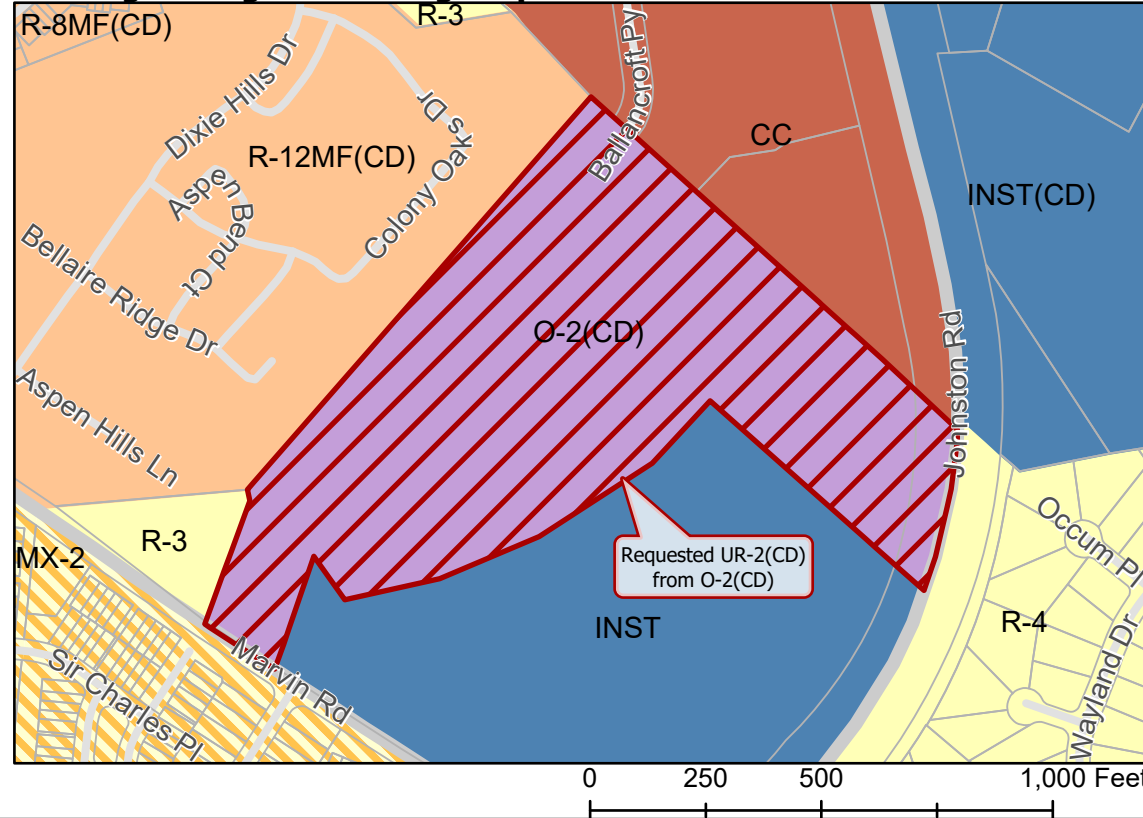 R-8MF(CD)
R-3
Ballancroft Py
Dixie Hills Dr
Colony Oaks Dr
CC
R-12MF(CD)
Aspen Bend Ct
INST(CD)
Bellaire Ridge Dr
O-2(CD)
Johnston Rd
Aspen Hills Ln
R-3
MX-2
Requested UR-2(CD)
from O-2(CD)
Occum Pl
INST
R-4
Marvin Rd
Sir Charles Pl
Wayland Dr
0 250 500 1,000 Feet